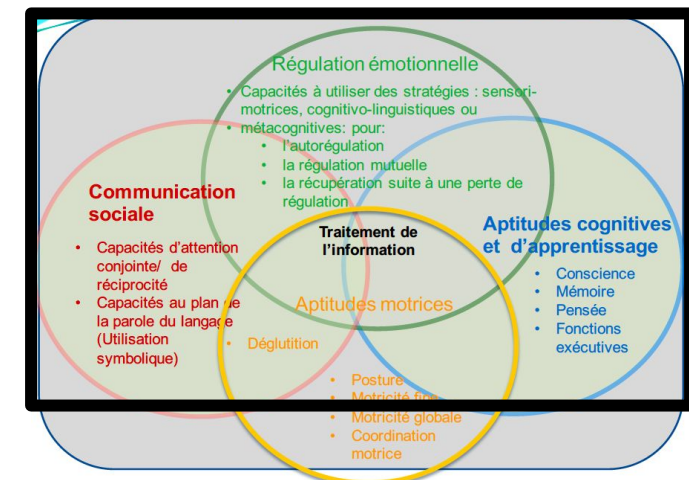 Régulation émotionnelle
• Capacités à utiliser des stratégies : sensori-
motrices, cognitivo-linguistiques ou
• métacognitives: pour:
• l'autorégulation
• la régulation mutuelle
• la récupération suite à une perte de
régulation
Communication
sociale
• Capacités d'attention
conjointe/ de
réciprocité
• Capacités au plan de
la parole du langage
(Utilisation
symbolique)
Traitement de
l'information
Aptitudes motrices
• Déglutition
• Posture
• Motricité fine
• Motricité globale
• Coordination
motrice
Aptitudes cognitives
et d'apprentissage
• Conscience
• Mémoire
• Pensée
• Fonctions
exécutives